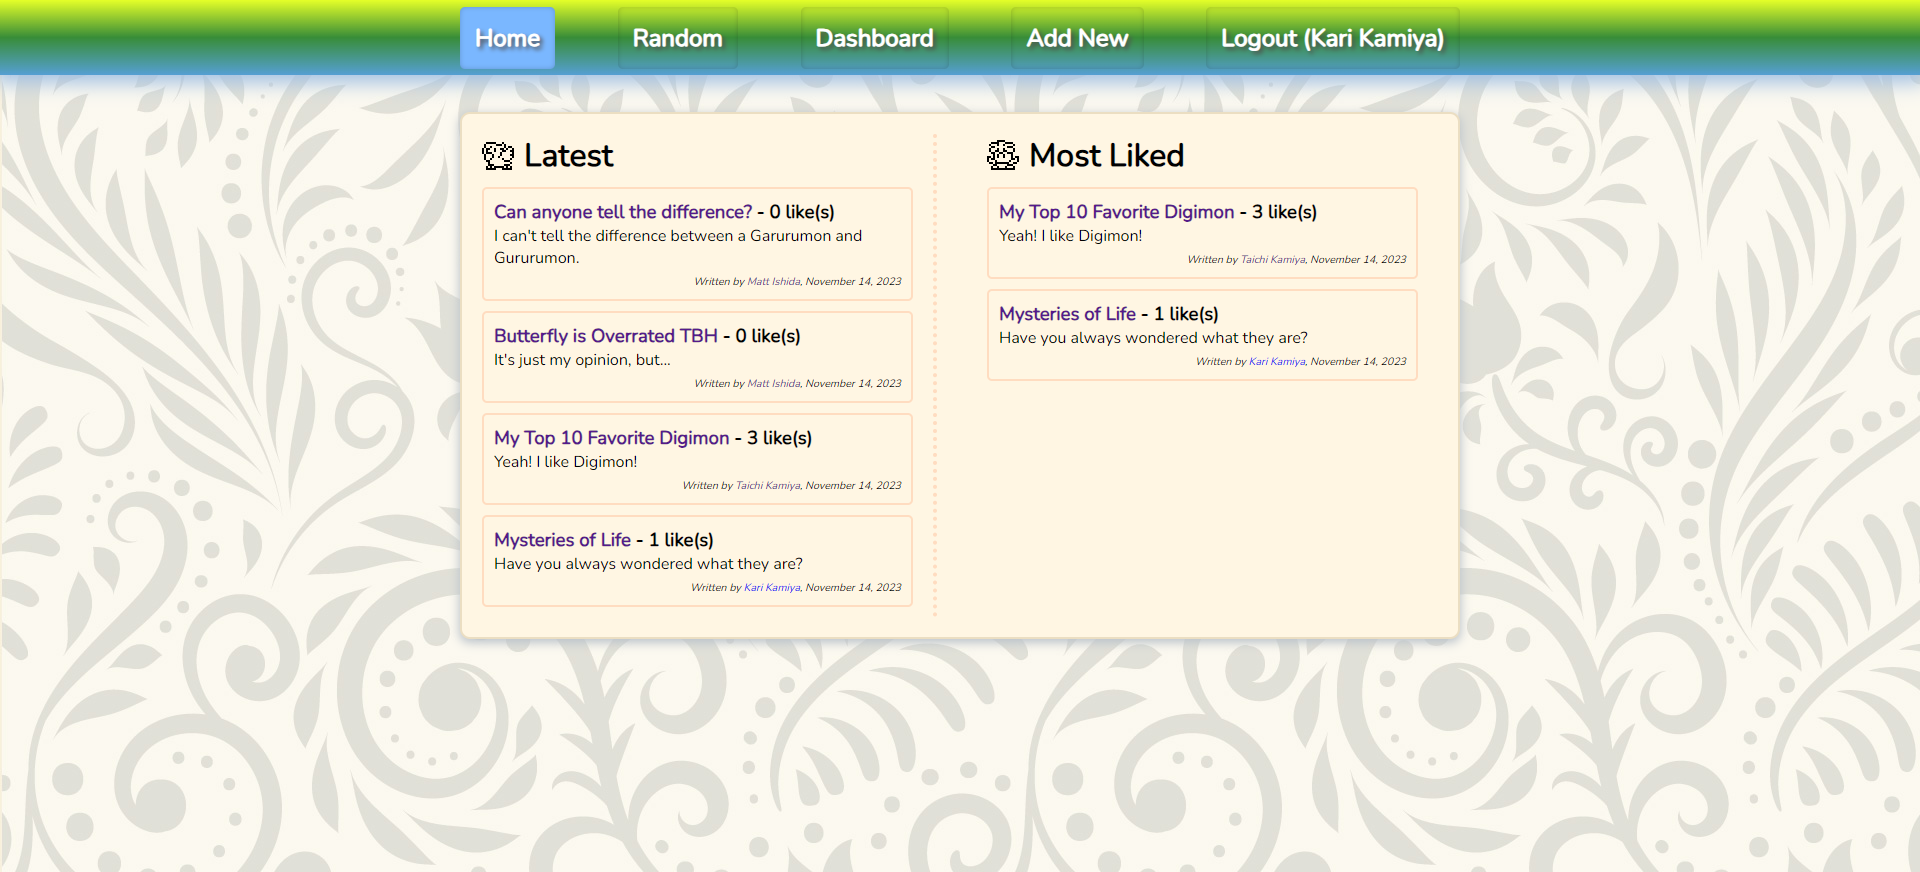 Home
Random
Dashboard
Add New
Logout (Kari Kamiya)
Latest
Can anyone tell the difference? - 0 like(s)
I can't tell the difference between a Garurumon and
Gururumon.
Written by Matt Ishida, November 14, 2023
Butterfly is Overrated TBH - 0 like(s)
It's just my opinion, but...
Written by Matt Ishida, November 14, 2023
My Top 10 Favorite Digimon - 3 like(s)
Yeah! I like Digimon!
Written by Taichi Kamiya, November 14, 2023
Mysteries of Life - 1 like(s)
Have you always wondered what they are?
Written by Kari Kamiya, November 14, 2023
Most Liked
My Top 10 Favorite Digimon - 3 like(s)
Yeah! I like Digimon!
Written by Taichi Kamiya, November 14, 2023
Mysteries of Life - 1 like(s)
Have you always wondered what they are?
Written by Kari Kamiya, November 14, 2023